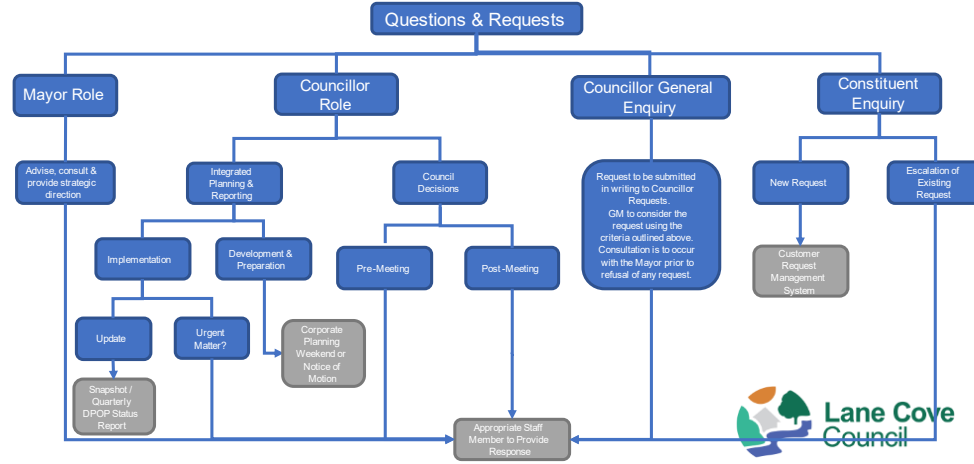 Questions & Requests
Mayor Role
Councillor
Role
Councillor General
Enquiry
Constituent
Enquiry
Advise, consult &
provide strategic
direction
Integrated
Planning &
Reporting
Council
Decisions
Request to be submitted
in writing to Councillor
Requests.
GM to consider the
request using the
criteria outlined above.
Consultation is to occur
with the Mayor prior to
refusal of any request.
New Request
Escalation of
Existing
Request
Implementation
Development &
Preparation
Pre-Meeting
Post-Meeting
Customer
Request
Management
System
Update
Urgent
Matter?
Corporate
Planning
Weekend or
Notice of
Motion
Snapshot /
Quarterly
DPOP Status
Report
Appropriate Staff
Member to Provide
Response
Lane Cove
Council